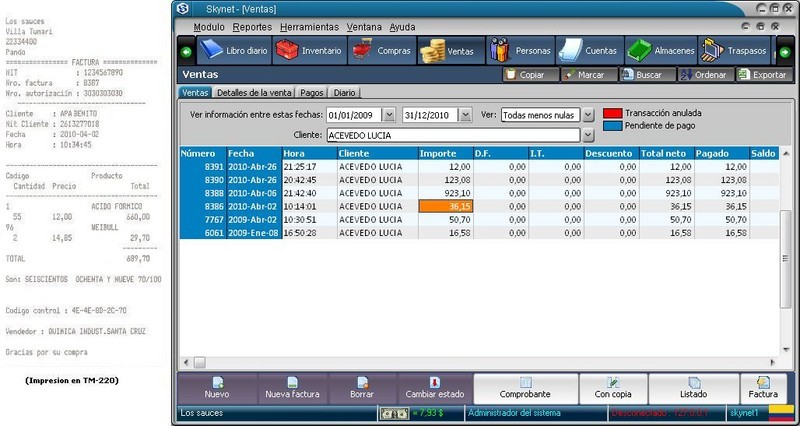 Los sauces
Villa Tunari
22334400
Pando
=============== FACTURA ===============
NIT : 1234567890
Nro. factura : 8387
Nro. autorización : 3030303030
Cliente : APA BENITO
Nit Cliente : 2613277018
Fecha : 2010-04-02
Hora : 10:34:45
Codigo Producto
Cantidad Precio Total
1 ACIDO FORMICO
55 12,00 660,00
96 WEIBULL
2 14,85 29,70
TOTAL 689,70
Son: SEISCIENTOS OCHENTA Y NUEVE 70/100
Codigo control : 4E-4E-8D-2C-70
Vendedor : QUIMICA INDUST.SANTA CRUZ
Gracias por su compra
(Impresion en TM-220)
Skynet - [Ventas]
Modulo Reportes Herramientas Ventana Ayuda
Libro diario Inventario Compras Ventas Personas Cuentas Almacenes Traspasos
Ventas Copiar Marcar Buscar Ordenar Exportar
Ventas Detalles de la venta Pagos Diario
Ver información entre estas fechas: 01/01/2009 31/12/2010 Ver: Todas menos nulas Transacción anulada
Pendiente de pago
Cliente: ACEVEDO LUCIA
Número Fecha Hora Cliente Importe D.F. I.T. Descuento Total neto Pagado Saldo
8391 2010-Abr-26 21:25:17 ACEVEDO LUCIA 12,00 0,00 0,00 0,00 12,00 12,00
8390 2010-Abr-26 20:42:45 ACEVEDO LUCIA 123,08 0,00 0,00 0,00 123,08 123,08
8388 2010-Abr-06 21:42:40 ACEVEDO LUCIA 923,10 0,00 0,00 0,00 923,10 923,10
8386 2010-Abr-02 10:14:01 ACEVEDO LUCIA 36,15 0,00 0,00 0,00 36,15 36,15
7767 2009-Abr-02 10:30:51 ACEVEDO LUCIA 50,70 0,00 0,00 0,00 50,70 50,70
6061 2009-Ene-08 16:50:28 ACEVEDO LUCIA 16,58 0,00 0,00 0,00 16,58 16,58
Nuevo Nueva factura Borrar Cambiar estado Comprobante Con copia Listado Factura
Los sauces = 7,93 $ Administrador del sistema Desconectado : 127.0.0.1 skynet1